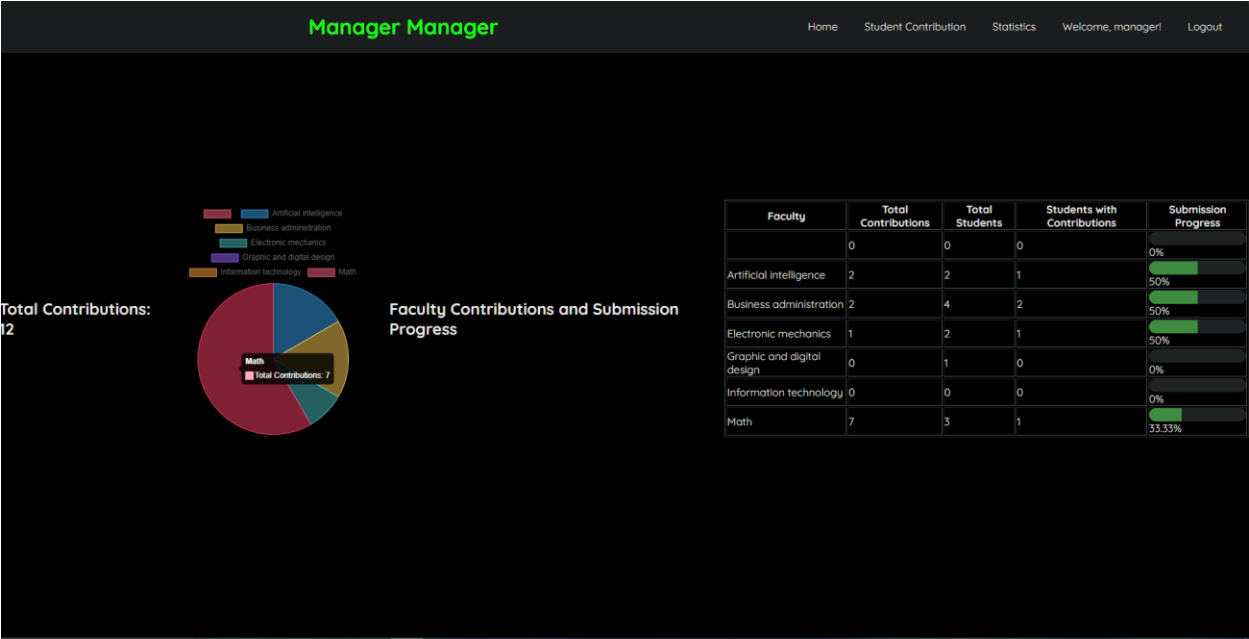 Manager Manager
Home Student Contribution Statistics Welcome, manager! Logout
Total Contributions:
12
Artificial intelligence
Business administration
Electronic mechanics
Graphic and digital design
Information technology Math
Math
Total Contributions: 7
Faculty Contributions and Submission
Progress
Faculty Total Contributions Total Students Students with Contributions Submission Progress
0 0 0 0%
Artificial intelligence 2 2 1 50%
Business administration 2 4 2 50%
Electronic mechanics 1 2 1 50%
Graphic and digital design 0 1 0 0%
Information technology 0 0 0 0%
Math 7 3 1 33.33%